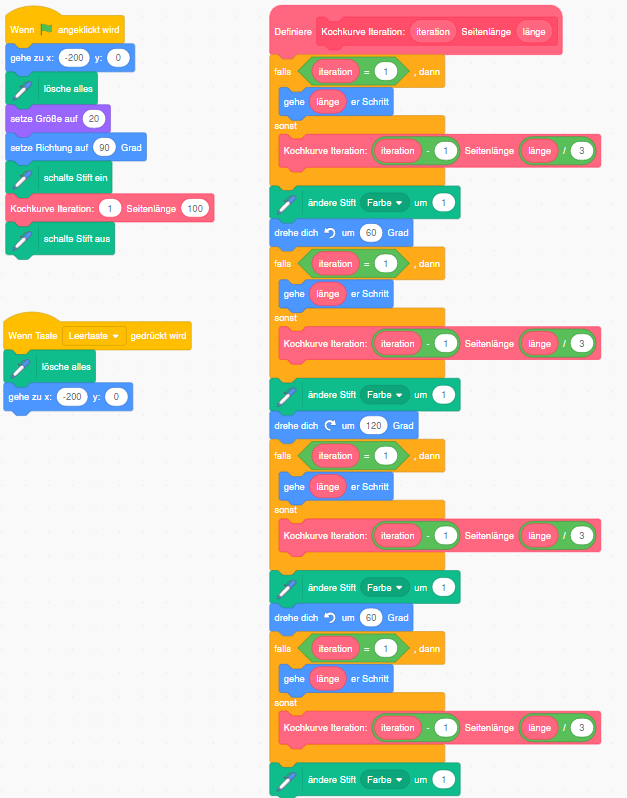 Wenn angeklickt wird
gehe zu x: -200 y: 0
lösche alles
setze Größe auf 20
setze Richtung auf 90 Grad
schalte Stift ein
Kochkurve Iteration: 1 Seitenlänge 100
schalte Stift aus
Wenn Taste Leertaste gedrückt wird
lösche alles
gehe zu x: -200 y: 0
Definiere Kochkurve Iteration: iteration Seitenlänge länge
falls iteration = 1 , dann
gehe länge er Schritt
sonst
Kochkurve Iteration: iteration - 1 Seitenlänge länge / 3
ändere Stift Farbe um 1
drehe dich um 60 Grad
falls iteration = 1 , dann
gehe länge er Schritt
sonst
Kochkurve Iteration: iteration - 1 Seitenlänge länge / 3
ändere Stift Farbe um 1
drehe dich um 120 Grad
falls iteration = 1 , dann
gehe länge er Schritt
sonst
Kochkurve Iteration: iteration - 1 Seitenlänge länge / 3
ändere Stift Farbe um 1
drehe dich um 60 Grad
falls iteration = 1 , dann
gehe länge er Schritt
sonst
Kochkurve Iteration: iteration - 1 Seitenlänge länge / 3
ändere Stift Farbe um 1